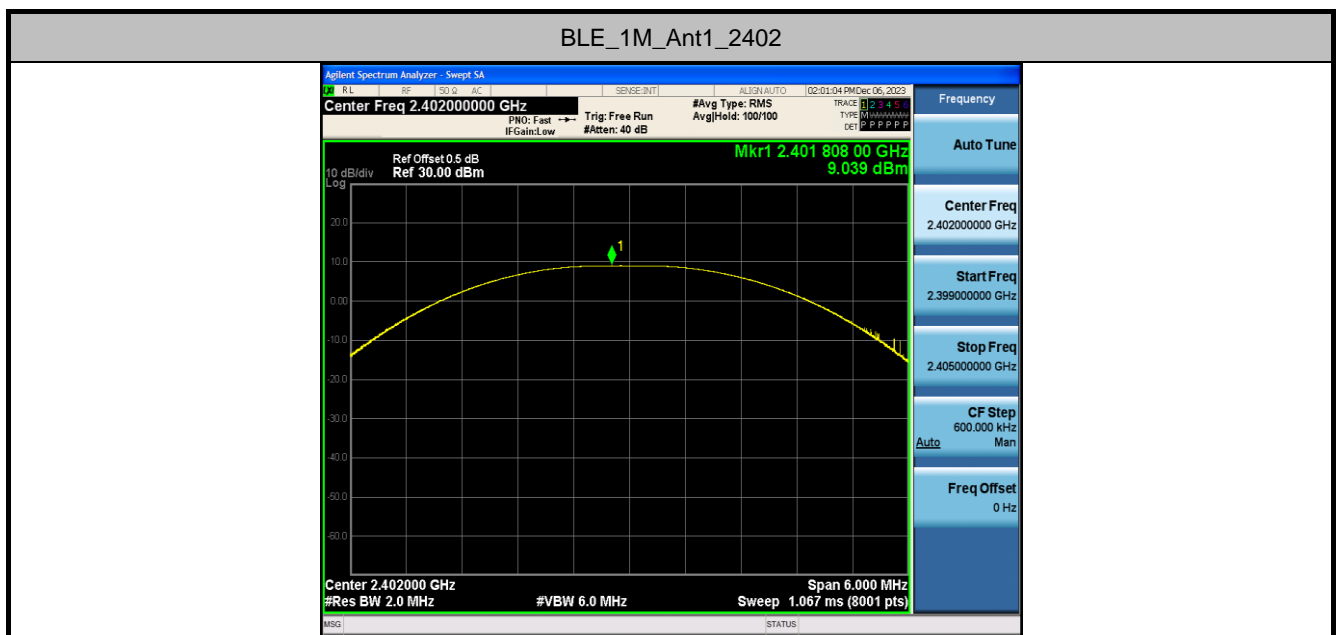 BLE_1M_Ant1_2402
Agilent Spectrum Analyzer - Swept SA
RL RF 50 Ω AC SENSE:INT ALIGN AUTO 02:01:04 PM Dec 06, 2023
Center Freq 2.402000000 GHz
PNO: Fast
IFGain:Low
Trig: Free Run
#Atten: 40 dB
#Avg Type: RMS
Avg|Hold: 100/100
TRACE 1 2 3 4 5 6
TYPE M
DET P P P P P P
Ref Offset 0.5 dB
Ref 30.00 dBm
10 dB/div
Log
Mkr1 2.401 808 00 GHz
9.039 dBm
1
20.0
10.0
0.00
-10.0
-20.0
-30.0
-40.0
-50.0
-60.0
Center 2.402000 GHz
Span 6.000 MHz
#Res BW 2.0 MHz
#VBW 6.0 MHz
Sweep 1.067 ms (8001 pts)
MSG
STATUS
Frequency
Auto Tune
Center Freq
2.402000000 GHz
Start Freq
2.399000000 GHz
Stop Freq
2.405000000 GHz
CF Step
600.000 kHz
Auto Man
Freq Offset
0 Hz